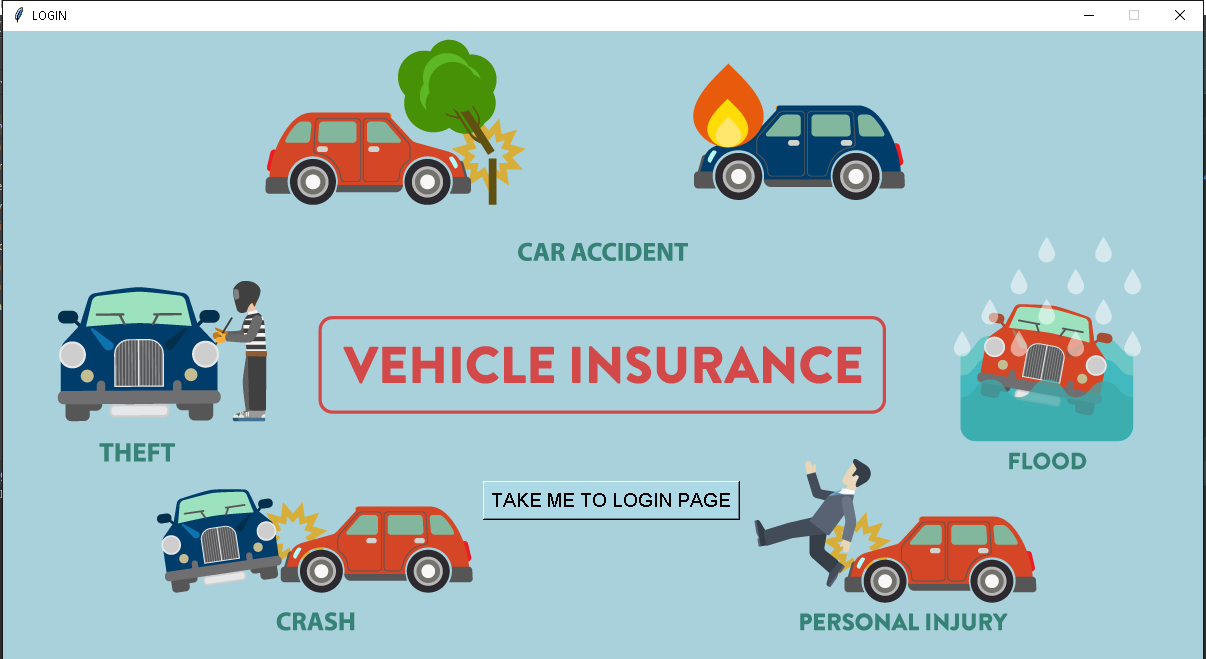 LOGIN
CAR ACCIDENT
VEHICLE INSURANCE
THEFT
FLOOD
TAKE ME TO LOGIN PAGE
CRASH
PERSONAL INJURY